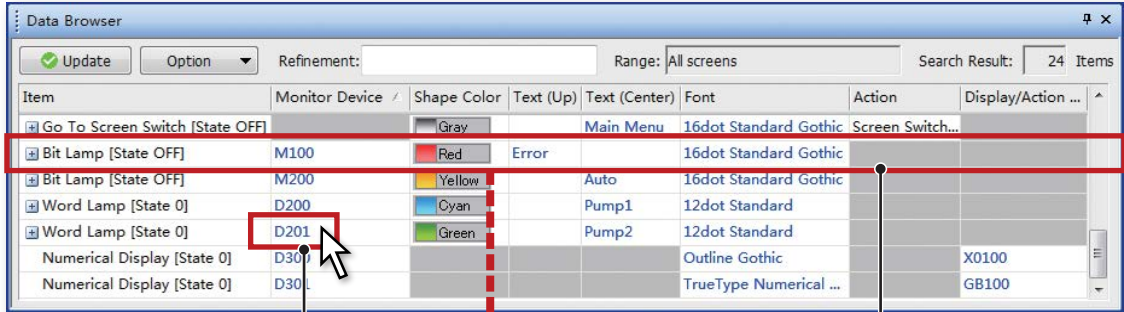 Data Browser
Update Option Refinement: Range: All screens Search Result: 24 Items
Item Monitor Device Shape Color Text (Up) Text (Center) Font Action Display/Action ...
Go To Screen Switch [State OFF] Gray Main Menu 16dot Standard Gothic Screen Switch...
Bit Lamp [State OFF] M100 Red Error 16dot Standard Gothic
Bit Lamp [State OFF] M200 Yellow Auto 16dot Standard Gothic
Word Lamp [State 0] D200 Cyan Pump1 12dot Standard
Word Lamp [State 0] D201 Green Pump2 12dot Standard
Numerical Display [State 0] D300 Outline Gothic X0100
Numerical Display [State 0] D301 TrueType Numerical ... GB100